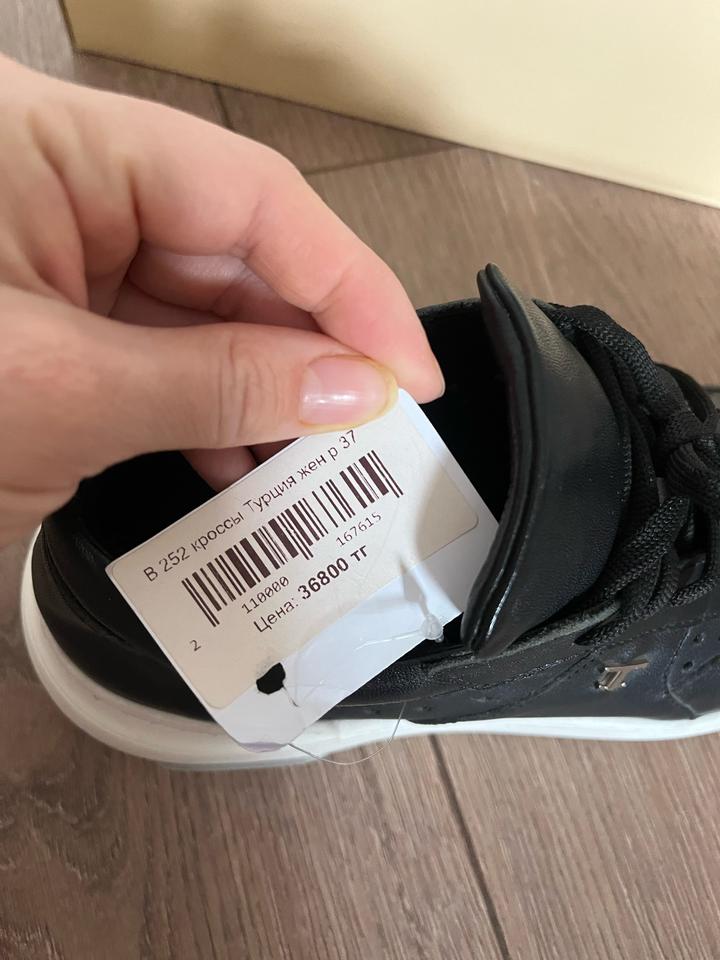 В 252 кроссы Турция жен р 37
2 110000 167615
Цена: 36800 тг